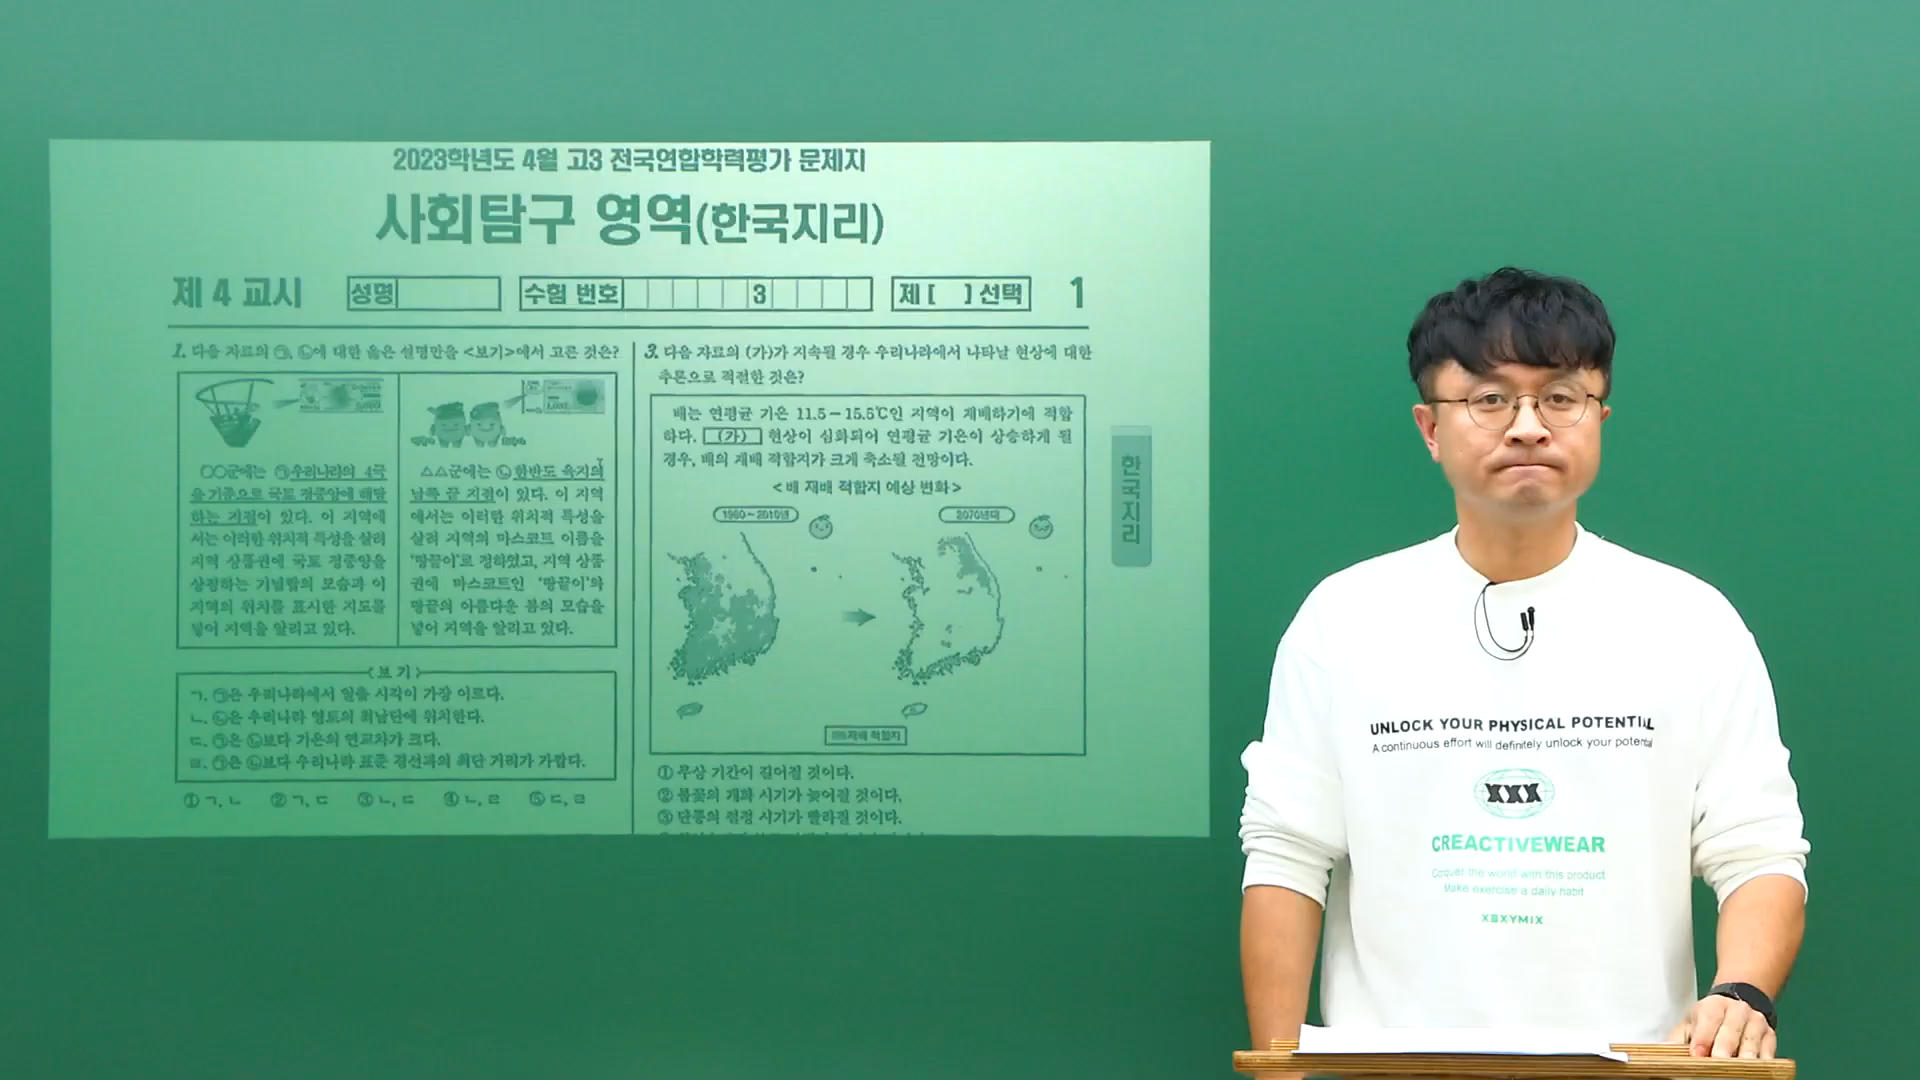 2023학년도 4월 고3 전국연합학력평가 문제지
사회탐구 영역(한국지리)
제 4 교시
성명
수험 번호
3
제 [ ] 선택
1
1. 다음 자료의 ㉠, ㉡에 대한 옳은 설명만을 <보기>에서 고른 것은?
○○군에는 ㉠우리나라의 4극
을 기준으로 국토 정중앙에 해당
하는 지점이 있다. 이 지역에
서는 이러한 위치적 특성을 살려
지역 상품권에 국토 정중앙을
상징하는 기념탑의 모습과 이
지역의 위치를 표시한 지도를
넣어 지역을 알리고 있다.
△△군에는 ㉡한반도 육지의
남쪽 끝 지점이 있다. 이 지역
에서는 이러한 위치적 특성을
살려 지역의 마스코트 이름을
'땅끝이'로 정하였고, 지역 상품
권에 마스코트인 '땅끝이'와
땅끝의 아름다운 봄의 모습을
넣어 지역을 알리고 있다.
<보 기>
ㄱ. ㉠은 우리나라에서 일출 시각이 가장 이르다.
ㄴ. ㉡은 우리나라 영토의 최남단에 위치한다.
ㄷ. ㉠은 ㉡보다 기온의 연교차가 크다.
ㄹ. ㉠은 ㉡보다 우리나라 표준 경선과의 최단 거리가 가깝다.
① ㄱ, ㄴ ② ㄱ, ㄷ ③ ㄴ, ㄷ ④ ㄴ, ㄹ ⑤ ㄷ, ㄹ
3. 다음 자료의 (가)가 지속될 경우 우리나라에서 나타날 현상에 대한
추론으로 적절한 것은?
배는 연평균 기온 11.5－15.5℃인 지역이 재배하기에 적합
하다. (가) 현상이 심화되어 연평균 기온이 상승하게 될
경우, 배의 재배 적합지가 크게 축소될 전망이다.
<배 재배 적합지 예상 변화>
1980~2010년
2070년대
재배 적합지
① 무상 기간이 길어질 것이다.
② 봄꽃의 개화 시기가 늦어질 것이다.
③ 단풍의 절정 시기가 빨라질 것이다.
한국지리
UNLOCK YOUR PHYSICAL POTENTIAL
A continuous effort will definitely unlock your potential
XXX
CREACTIVEWEAR
Coquer the world with this product
Make exercise a daily habit
XEXYMIX